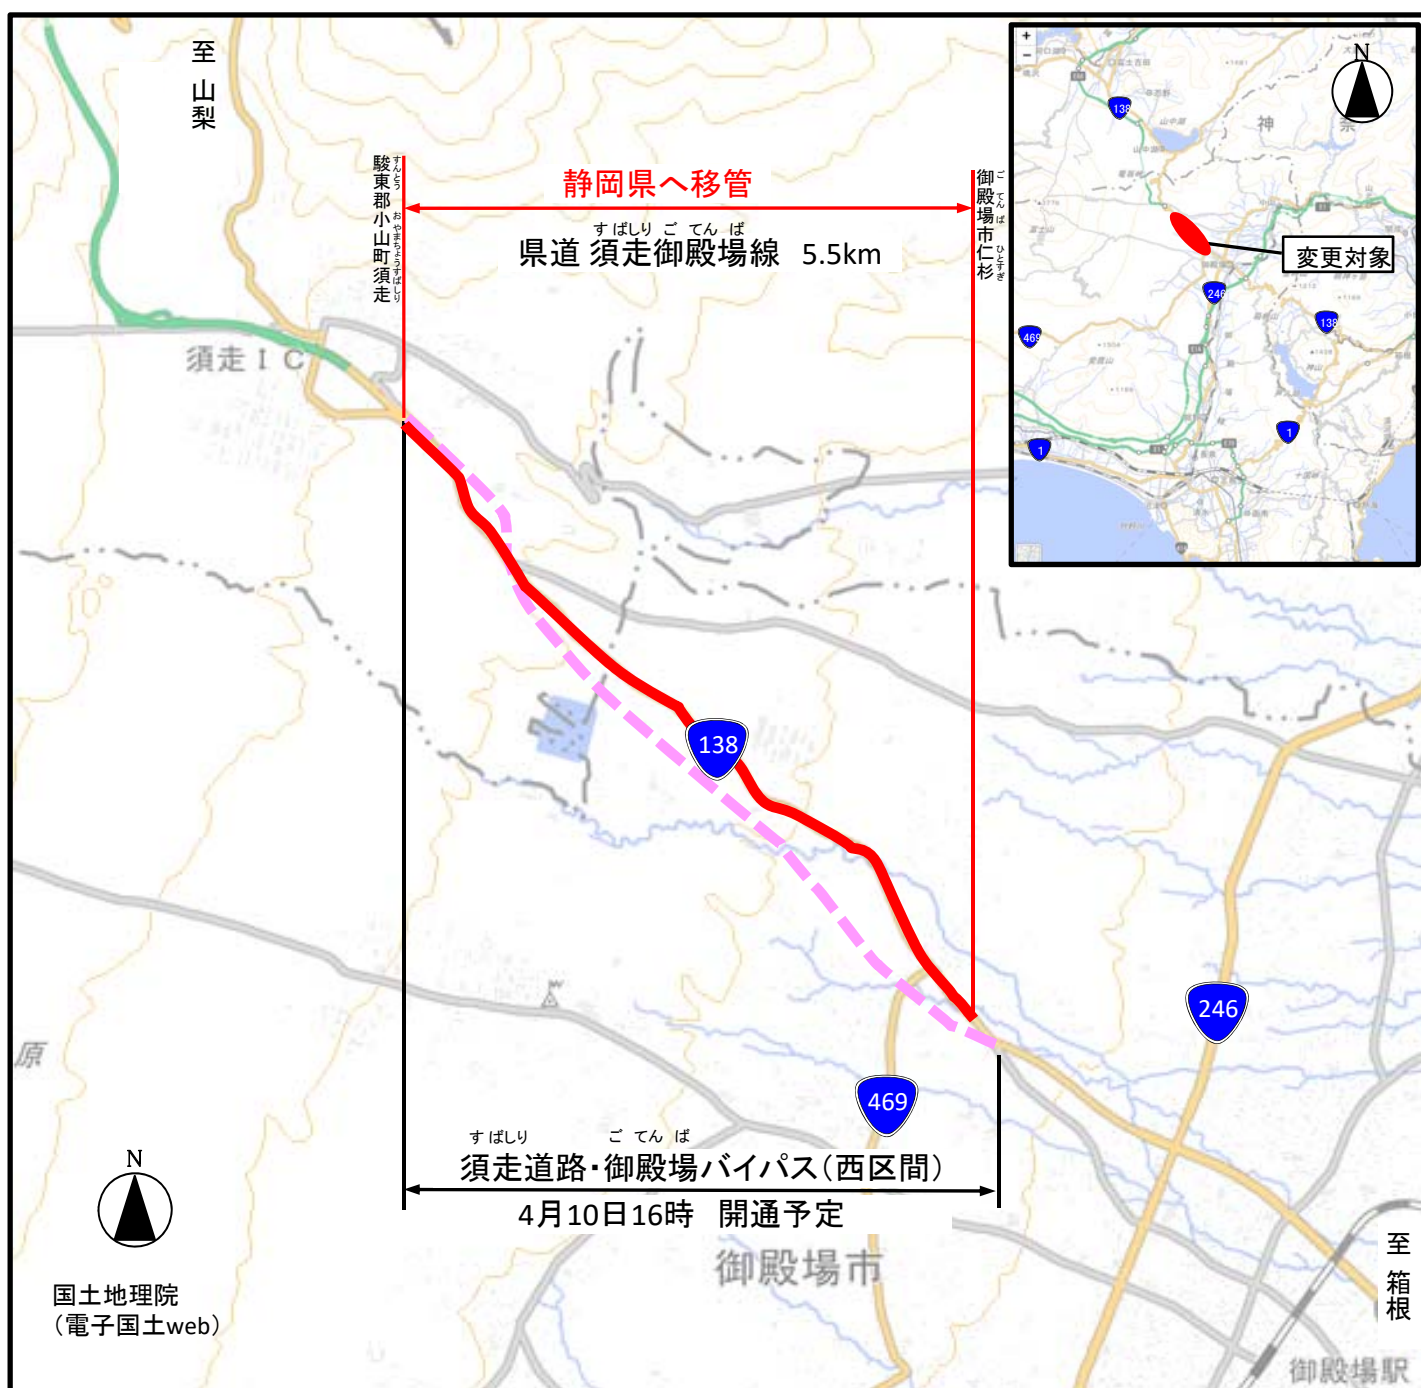 至 山梨
すんとう おやまちょうすばしり
駿東郡小山町須走
静岡県へ移管
すばしり ごてんば
県道 須走御殿場線 5.5km
ごてんば ひとすぎ
御殿場市仁杉
須走IC
138
246
469
原
すばしり ごてんば
須走道路・御殿場バイパス(西区間)
4月10日16時 開通予定
御殿場市
N
国土地理院
(電子国土web)
至 箱根
御殿場駅
+
-
N
138
山中湖
神
奈
変更対象
246
469
138
1
1